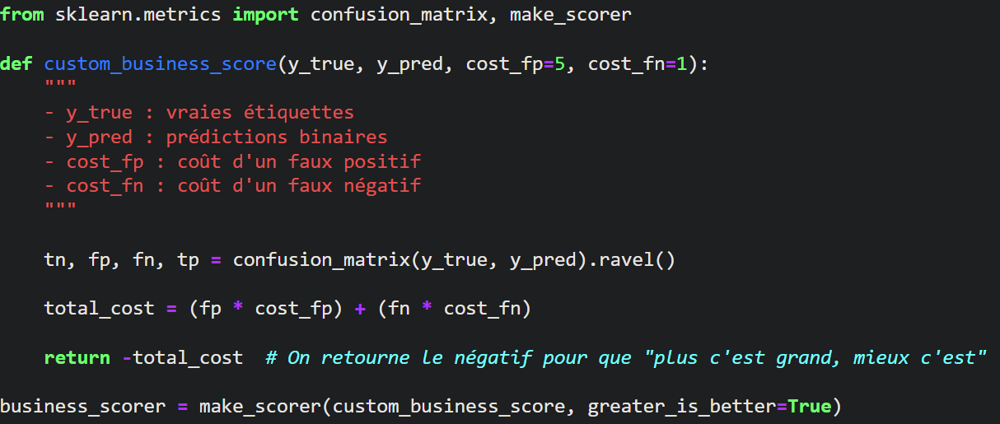 from sklearn.metrics import confusion_matrix, make_scorer
def custom_business_score(y_true, y_pred, cost_fp=5, cost_fn=1):
"""
- y_true : vraies étiquettes
- y_pred : prédictions binaires
- cost_fp : coût d'un faux positif
- cost_fn : coût d'un faux négatif
"""
tn, fp, fn, tp = confusion_matrix(y_true, y_pred).ravel()
total_cost = (fp * cost_fp) + (fn * cost_fn)
return -total_cost  # On retourne le négatif pour que "plus c'est grand, mieux c'est"
business_scorer = make_scorer(custom_business_score, greater_is_better=True)